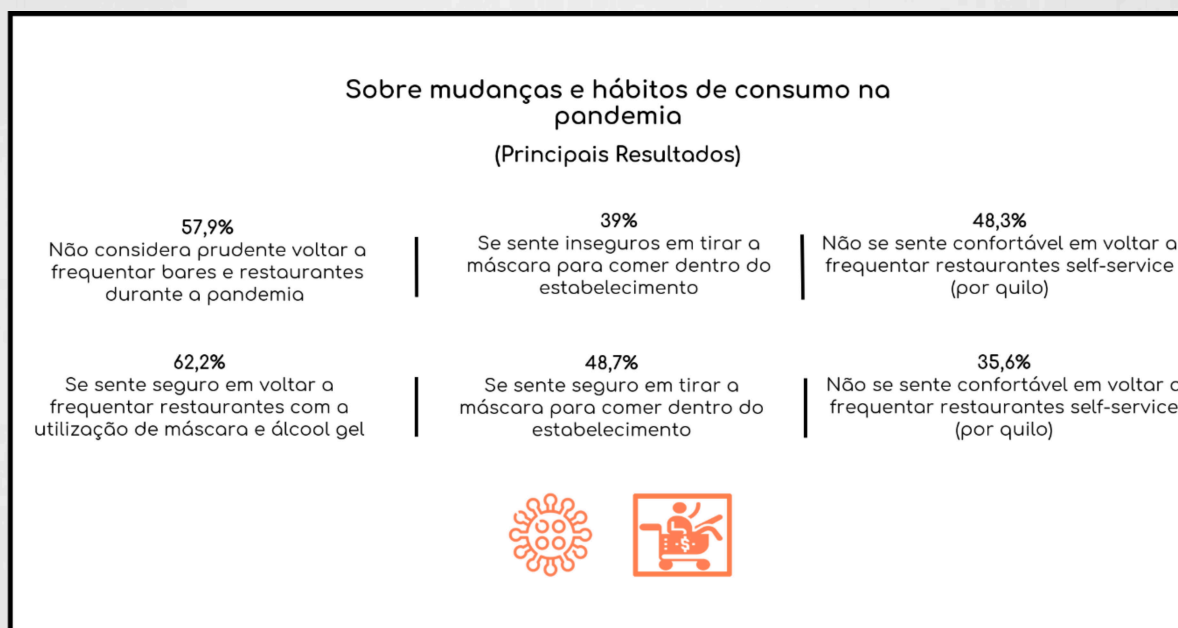 Sobre mudanças e hábitos de consumo na
pandemia
(Principais Resultados)
57,9%
Não considera prudente voltar a
frequentar bares e restaurantes
durante a pandemia
39%
Se sente inseguros em tirar a
máscara para comer dentro do
estabelecimento
48,3%
Não se sente confortável em voltar a
frequentar restaurantes self-service
(por quilo)
62,2%
Se sente seguro em voltar a
frequentar restaurantes com a
utilização de máscara e álcool gel
48,7%
Se sente seguro em tirar a
máscara para comer dentro do
estabelecimento
35,6%
Não se sente confortável em voltar a
frequentar restaurantes self-service
(por quilo)
$